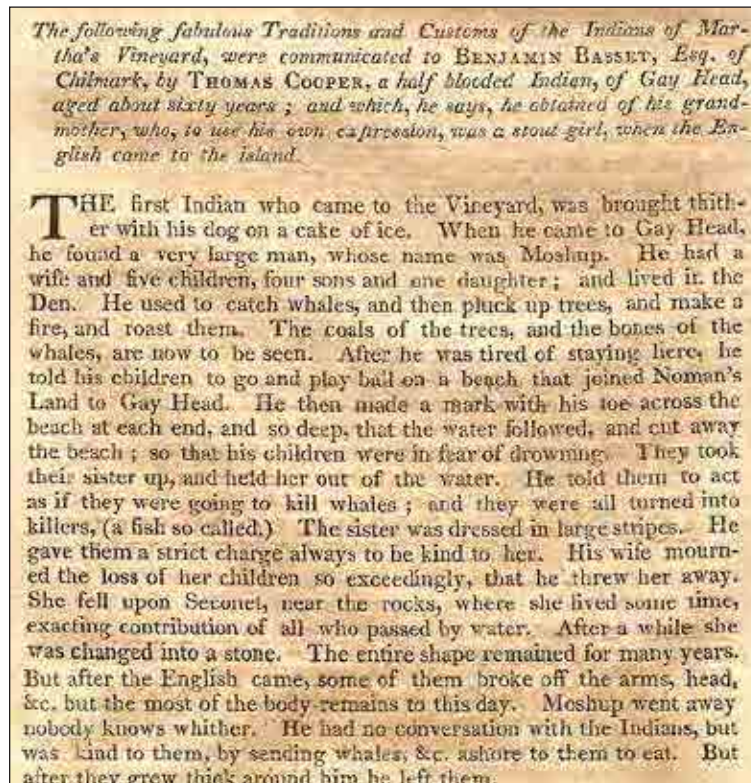 The following fabulous Traditions and Customs of the Indians of Mar-
tha's Vineyard, were communicated to BENJAMIN BASSET, Esq. of
Chilmark, by THOMAS COOPER, a half blooded Indian, of Gay Head,
aged about sixty years ; and which, he says, he obtained of his grand-
mother, who, to use his own expression, was a stout girl, when the En-
glish came to the island.
THE first Indian who came to the Vineyard, was brought thith-
er with his dog on a cake of ice. When he came to Gay Head,
he found a very large man, whose name was Moshup. He had a
wife and five children, four sons and one daughter ; and lived in the
Den. He used to catch whales, and then pluck up trees, and make a
fire, and roast them. The coals of the trees, and the bones of the
whales, are now to be seen. After he was tired of staying here, he
told his children to go and play ball on a beach that joined Noman's
Land to Gay Head. He then made a mark with his toe across the
beach at each end, and so deep, that the water followed, and cut away
the beach ; so that his children were in fear of drowning. They took
their sister up, and held her out of the water. He told them to act
as if they were going to kill whales ; and they were all turned into
killers, (a fish so called.) The sister was dressed in large stripes. He
gave them a strict charge always to be kind to her. His wife mourn-
ed the loss of her children so exceedingly, that he threw her away.
She fell upon Seconet, near the rocks, where she lived some time,
exacting contribution of all who passed by water. After a while she
was changed into a stone. The entire shape remained for many years.
But after the English came, some of them broke off the arms, head,
&c. but the most of the body remains to this day. Moshup went away
nobody knows whither. He had no conversation with the Indians, but
was kind to them, by sending whales, &c. ashore to them to eat. But
after they grew thick around him he left them